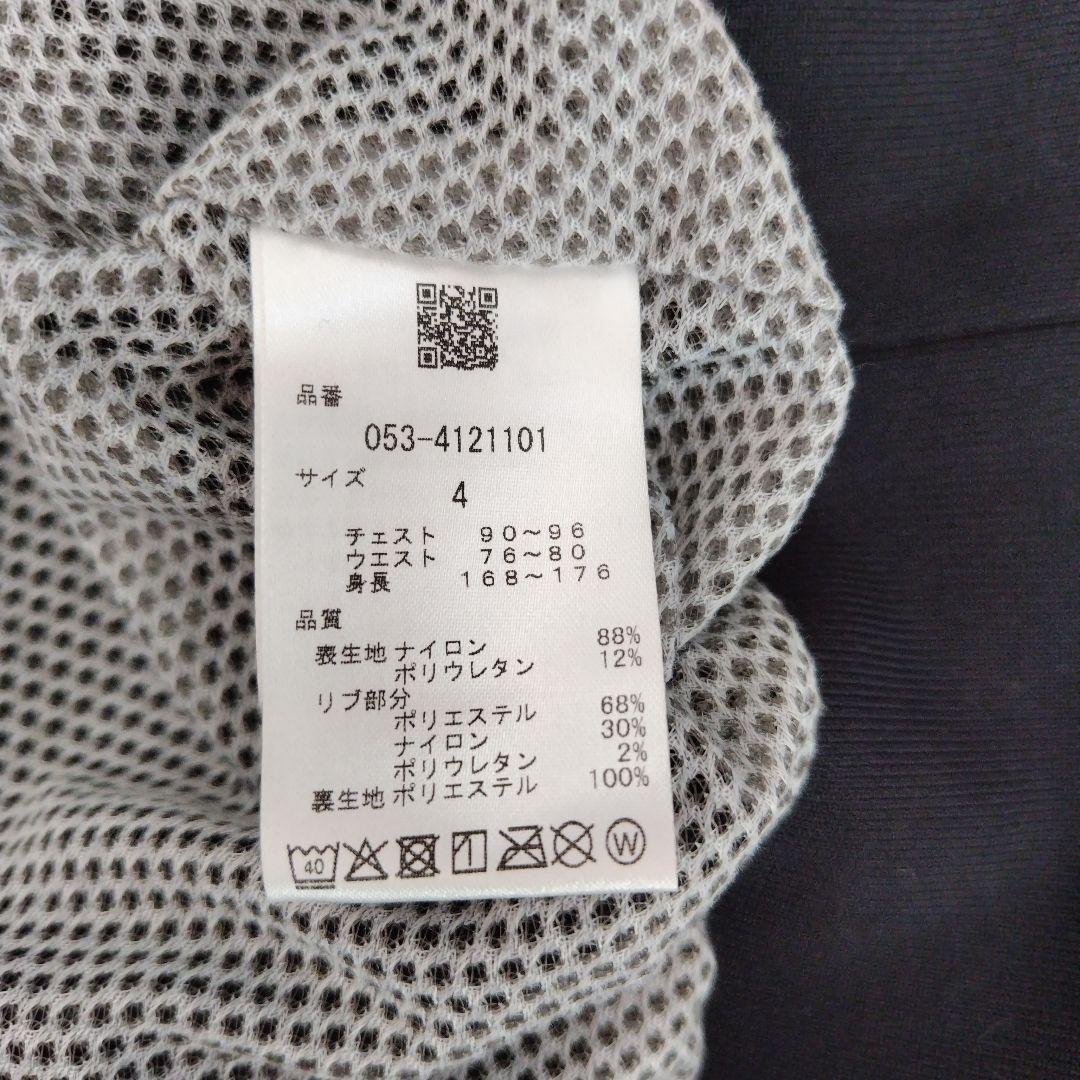 品番
053-4121101
サイズ
4
チェスト 90～96
ウエスト 76～80
身長 168～176
品質
表生地 ナイロン 88%
ポリウレタン 12%
リブ部分
ポリエステル 68%
ナイロン 30%
ポリウレタン 2%
裏生地 ポリエステル 100%
40
W